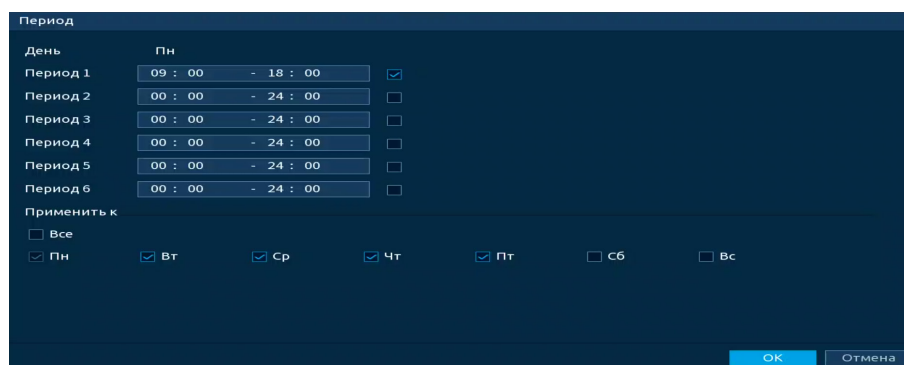 Период
День Пн
Период 1 09 : 00 - 18 : 00
Период 2 00 : 00 - 24 : 00
Период 3 00 : 00 - 24 : 00
Период 4 00 : 00 - 24 : 00
Период 5 00 : 00 - 24 : 00
Период 6 00 : 00 - 24 : 00
Применить к
Все
Пн Вт Ср Чт Пт Сб Вс
OK Отмена